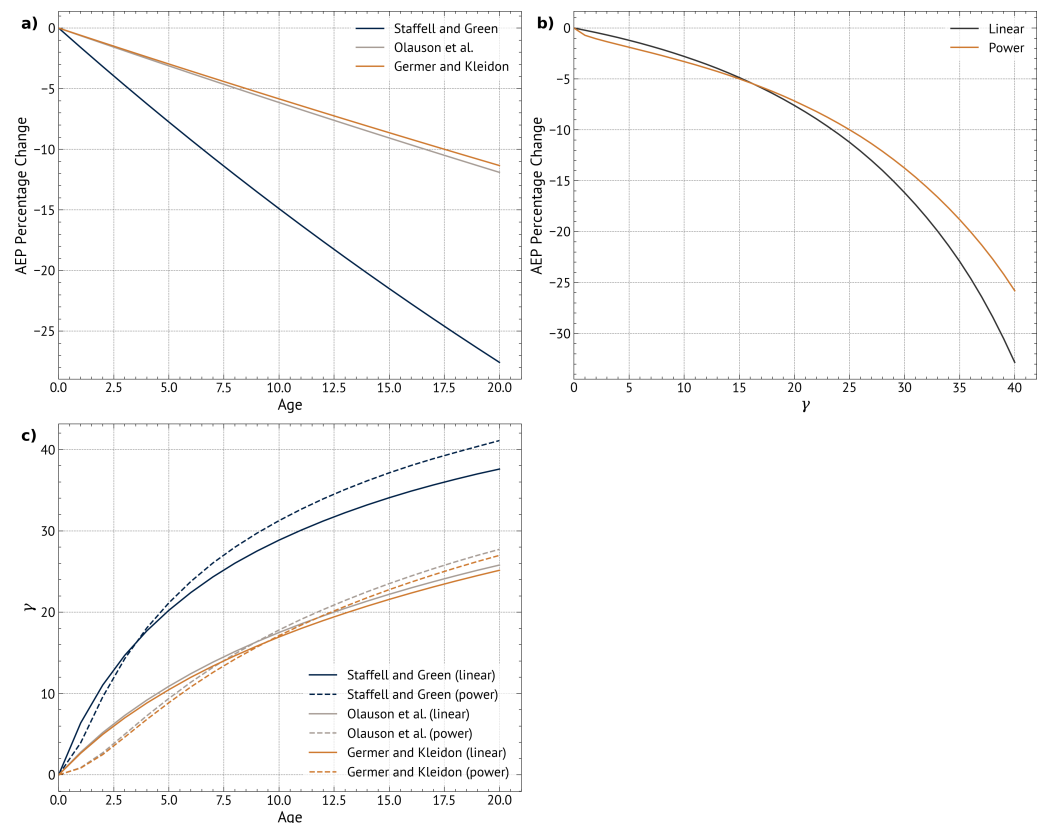 a)
AEP Percentage Change
0
−5
−10
−15
−20
−25
Staffell and Green
Olauson et al.
Germer and Kleidon
0.0 2.5 5.0 7.5 10.0 12.5 15.0 17.5 20.0
Age
b)
AEP Percentage Change
0
−5
−10
−15
−20
−25
−30
Linear
Power
0 5 10 15 20 25 30 35 40
γ
c)
γ
40
30
20
10
0
Staffell and Green (linear)
Staffell and Green (power)
Olauson et al. (linear)
Olauson et al. (power)
Germer and Kleidon (linear)
Germer and Kleidon (power)
0.0 2.5 5.0 7.5 10.0 12.5 15.0 17.5 20.0
Age